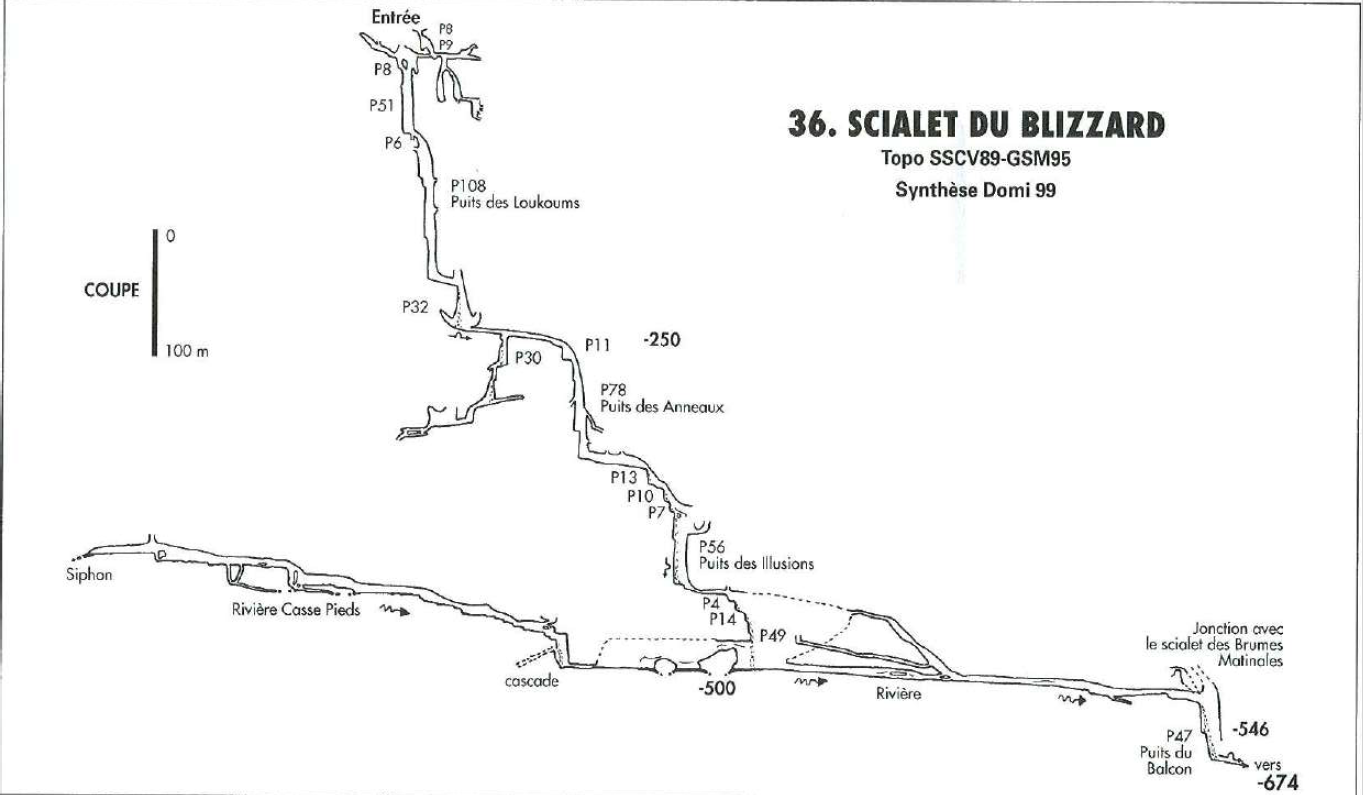 Entrée
P8
P9
P8
P51
P6
36. SCIALET DU BLIZZARD
Topo SSCV89-GSM95
Synthèse Domi 99
P108
Puits des Loukoums
0
COUPE
100 m
P32
P11
-250
P30
P78
Puits des Anneaux
P13
P10
P7
P56
Puits des Illusions
Siphon
Rivière Casse Pieds
P4
P14
P49
Jonction avec
le scialet des Brumes
Matinales
cascade
-500
Rivière
-546
P47
Puits du
Balcon
vers
-674